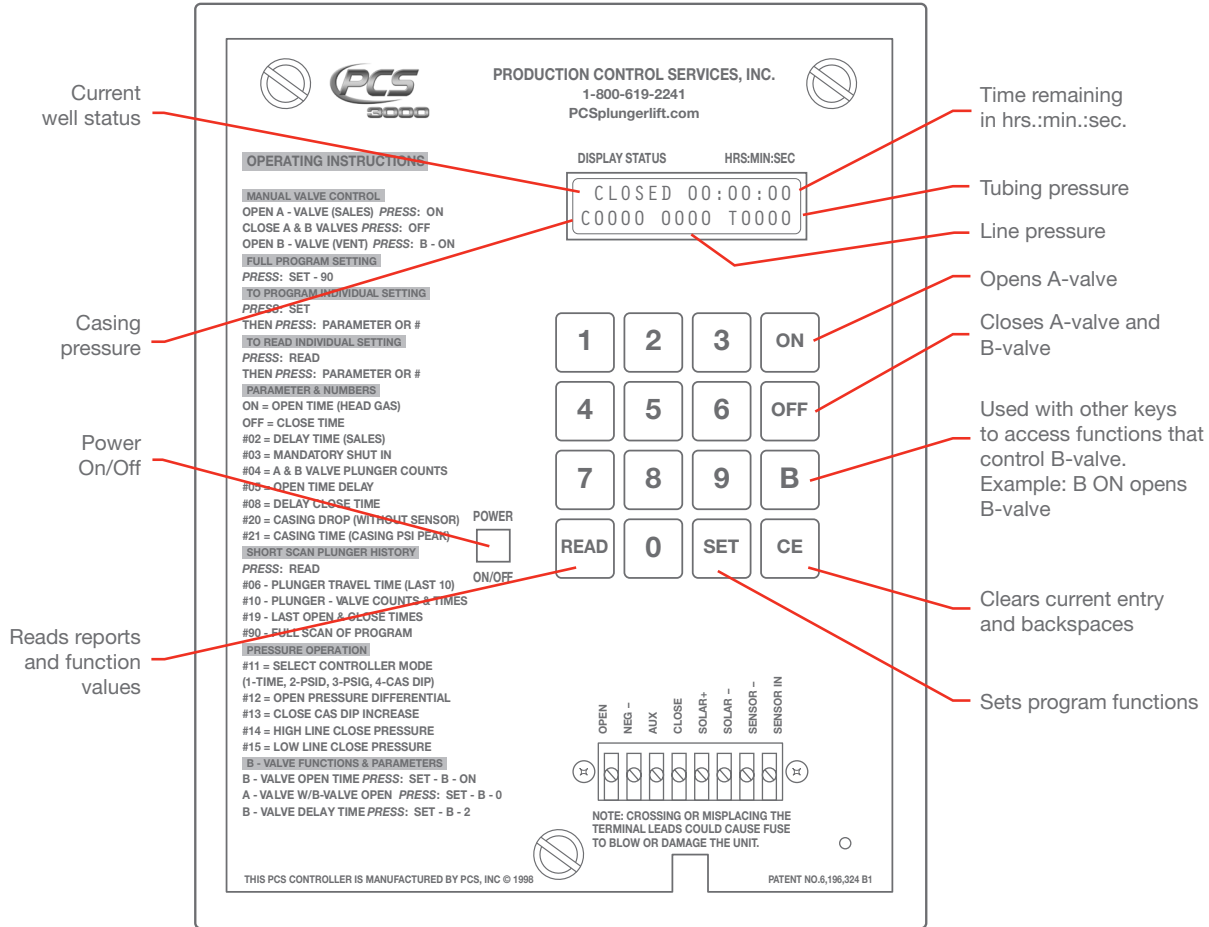 PCS
3000
PRODUCTION CONTROL SERVICES, INC.
1-800-619-2241
PCSplungerlift.com
Current
well status
Casing
pressure
Power
On/Off
Reads reports
and function
values
OPERATING INSTRUCTIONS
MANUAL VALVE CONTROL
OPEN A - VALVE (SALES) PRESS: ON
CLOSE A & B VALVES PRESS: OFF
OPEN B - VALVE (VENT) PRESS: B - ON
FULL PROGRAM SETTING
PRESS: SET - 90
TO PROGRAM INDIVIDUAL SETTING
PRESS: SET
THEN PRESS: PARAMETER OR #
TO READ INDIVIDUAL SETTING
PRESS: READ
THEN PRESS: PARAMETER OR #
PARAMETER & NUMBERS
ON = OPEN TIME (HEAD GAS)
OFF = CLOSE TIME
#02 = DELAY TIME (SALES)
#03 = MANDATORY SHUT IN
#04 = A & B VALVE PLUNGER COUNTS
#05 = OPEN TIME DELAY
#08 = DELAY CLOSE TIME
#20 = CASING DROP (WITHOUT SENSOR)
#21 = CASING TIME (CASING PSI PEAK)
SHORT SCAN PLUNGER HISTORY
PRESS: READ
#06 - PLUNGER TRAVEL TIME (LAST 10)
#10 - PLUNGER - VALVE COUNTS & TIMES
#19 - LAST OPEN & CLOSE TIMES
#90 - FULL SCAN OF PROGRAM
PRESSURE OPERATION
#11 = SELECT CONTROLLER MODE
(1-TIME, 2-PSID, 3-PSIG, 4-CAS DIP)
#12 = OPEN PRESSURE DIFFERENTIAL
#13 = CLOSE CAS DIP INCREASE
#14 = HIGH LINE CLOSE PRESSURE
#15 = LOW LINE CLOSE PRESSURE
B - VALVE FUNCTIONS & PARAMETERS
B - VALVE OPEN TIME PRESS: SET - B - ON
A - VALVE W/B-VALVE OPEN PRESS: SET - B - 0
B - VALVE DELAY TIME PRESS: SET - B - 2
DISPLAY STATUS HRS:MIN:SEC
CLOSED 00:00:00
C0000 0000 T0000
1 2 3 ON
4 5 6 OFF
7 8 9 B
READ 0 SET CE
POWER
ON/OFF
OPEN
NEG –
AUX
CLOSE
SOLAR+
SOLAR –
SENSOR –
SENSOR IN
NOTE: CROSSING OR MISPLACING THE
TERMINAL LEADS COULD CAUSE FUSE
TO BLOW OR DAMAGE THE UNIT.
THIS PCS CONTROLLER IS MANUFACTURED BY PCS, INC © 1998
PATENT NO.6,196,324 B1
Time remaining
in hrs.:min.:sec.
Tubing pressure
Line pressure
Opens A-valve
Closes A-valve and
B-valve
Used with other keys
to access functions that
control B-valve.
Example: B ON opens
B-valve
Clears current entry
and backspaces
Sets program functions